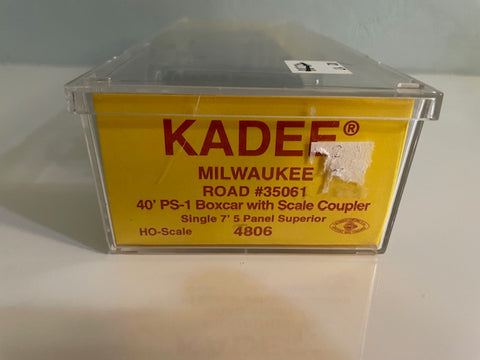 KADEE®
MILWAUKEE
ROAD #35061
40' PS-1 Boxcar with Scale Coupler
Single 7' 5 Panel Superior
HO-Scale 4806